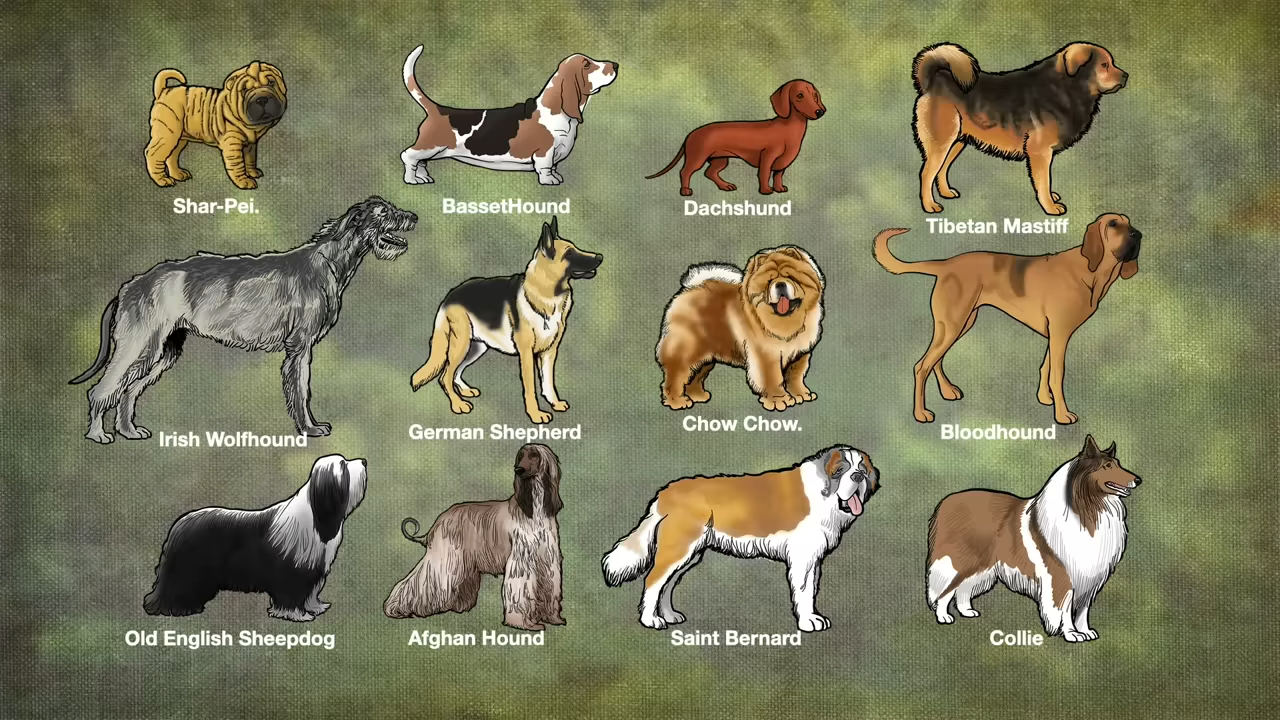 Shar-Pei.
BassetHound
Dachshund
Tibetan Mastiff
Irish Wolfhound
German Shepherd
Chow Chow.
Bloodhound
Old English Sheepdog
Afghan Hound
Saint Bernard
Collie